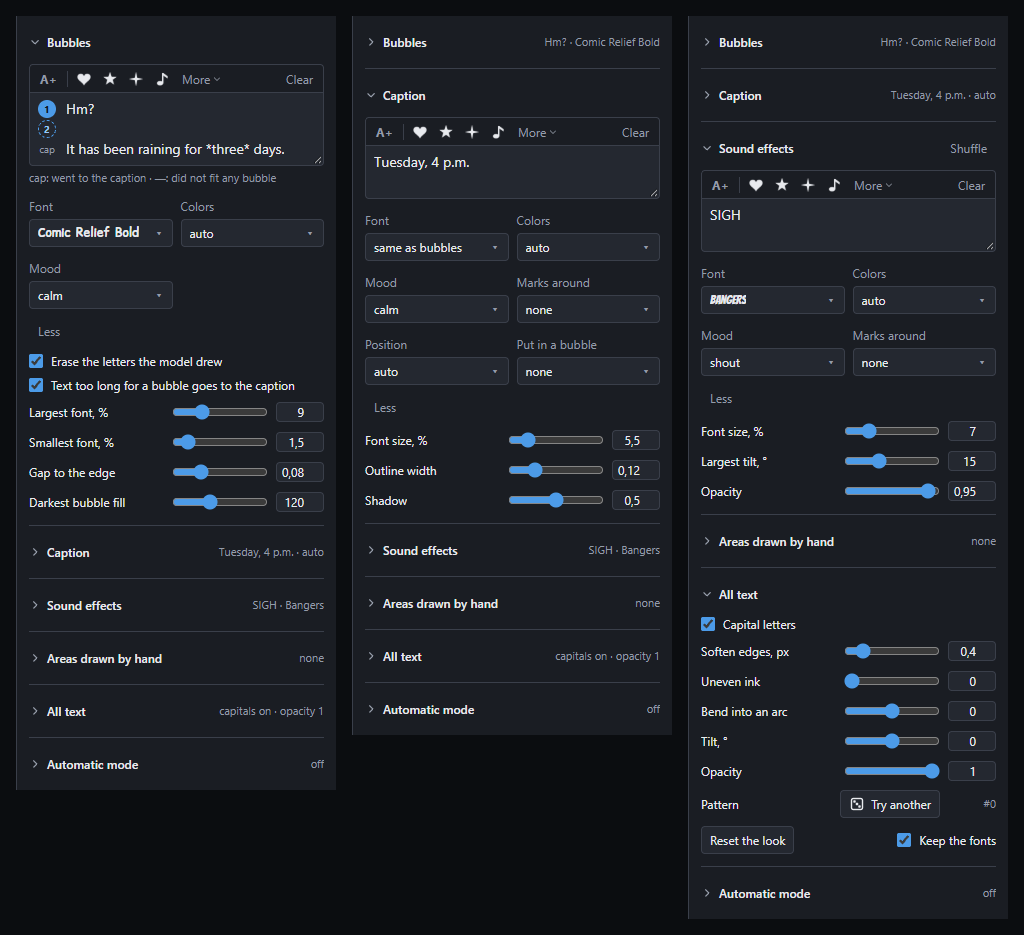 Bubbles
A+ More Clear
1 Hm?
2
cap It has been raining for *three* days.
cap: went to the caption · —: did not fit any bubble
Font Colors
Comic Relief Bold auto
Mood
calm
Less
Erase the letters the model drew
Text too long for a bubble goes to the caption
Largest font, % 9
Smallest font, % 1,5
Gap to the edge 0,08
Darkest bubble fill 120
Caption Tuesday, 4 p.m. · auto
Sound effects SIGH · Bangers
Areas drawn by hand none
All text capitals on · opacity 1
Automatic mode off
Bubbles Hm? · Comic Relief Bold
Caption
A+ More Clear
Tuesday, 4 p.m.
Font Colors
same as bubbles auto
Mood Marks around
calm none
Position Put in a bubble
auto none
Less
Font size, % 5,5
Outline width 0,12
Shadow 0,5
Sound effects SIGH · Bangers
Areas drawn by hand none
All text capitals on · opacity 1
Automatic mode off
Bubbles Hm? · Comic Relief Bold
Caption Tuesday, 4 p.m. · auto
Sound effects Shuffle
A+ More Clear
SIGH
Font Colors
BANGERS auto
Mood Marks around
shout none
Less
Font size, % 7
Largest tilt, ° 15
Opacity 0,95
Areas drawn by hand none
All text
Capital letters
Soften edges, px 0,4
Uneven ink 0
Bend into an arc 0
Tilt, ° 0
Opacity 1
Pattern Try another #0
Reset the look Keep the fonts
Automatic mode off